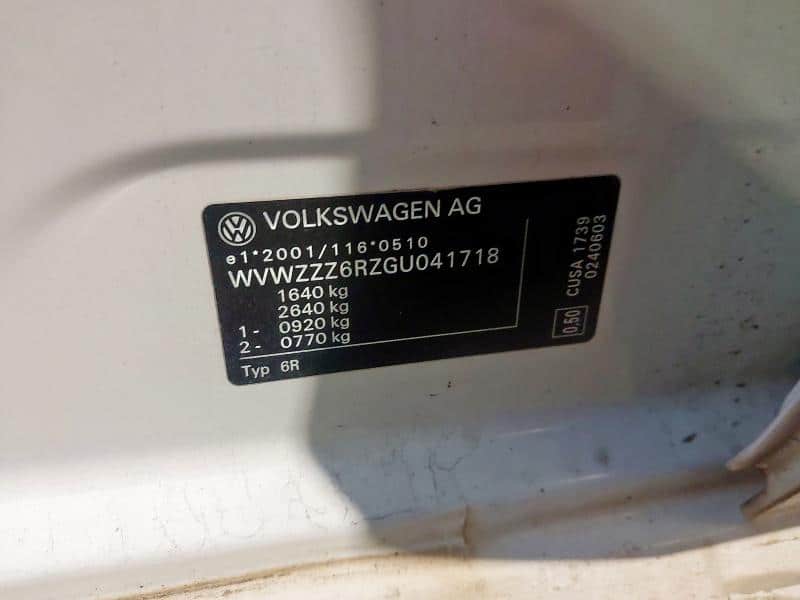 VOLKSWAGEN AG
e1*2001/116*0510
WVWZZZ6RZGU041718
1640 kg
2640 kg
1- 0920 kg
2- 0770 kg
Typ 6R
CUSA 1739
0240603
0,50